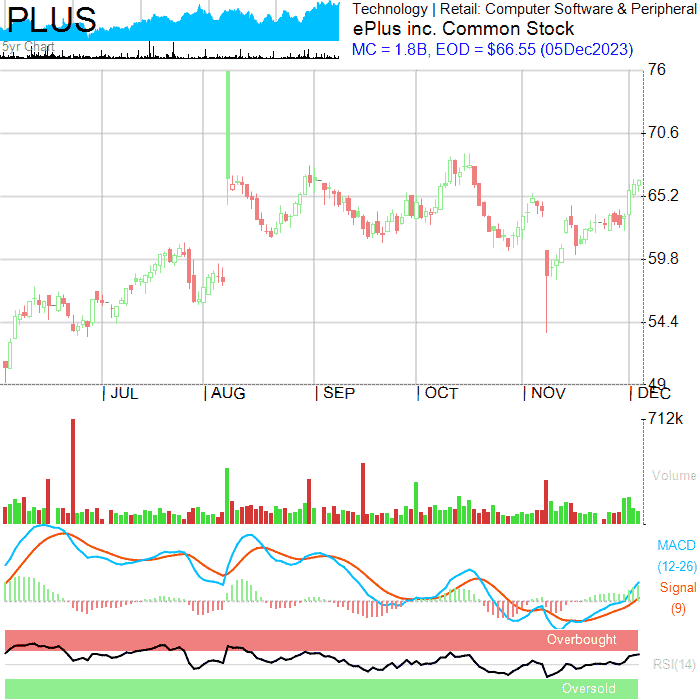 PLUS
5yr Chart
Technology | Retail: Computer Software & Peripheral
ePlus inc. Common Stock
MC = 1.8B, EOD = $66.55 (05Dec2023)
76
70.6
65.2
59.8
54.4
49
| JUL | AUG | SEP | OCT | NOV | DEC
712k
Volume
MACD
(12-26)
Signal
(9)
Overbought
RSI(14)
Oversold